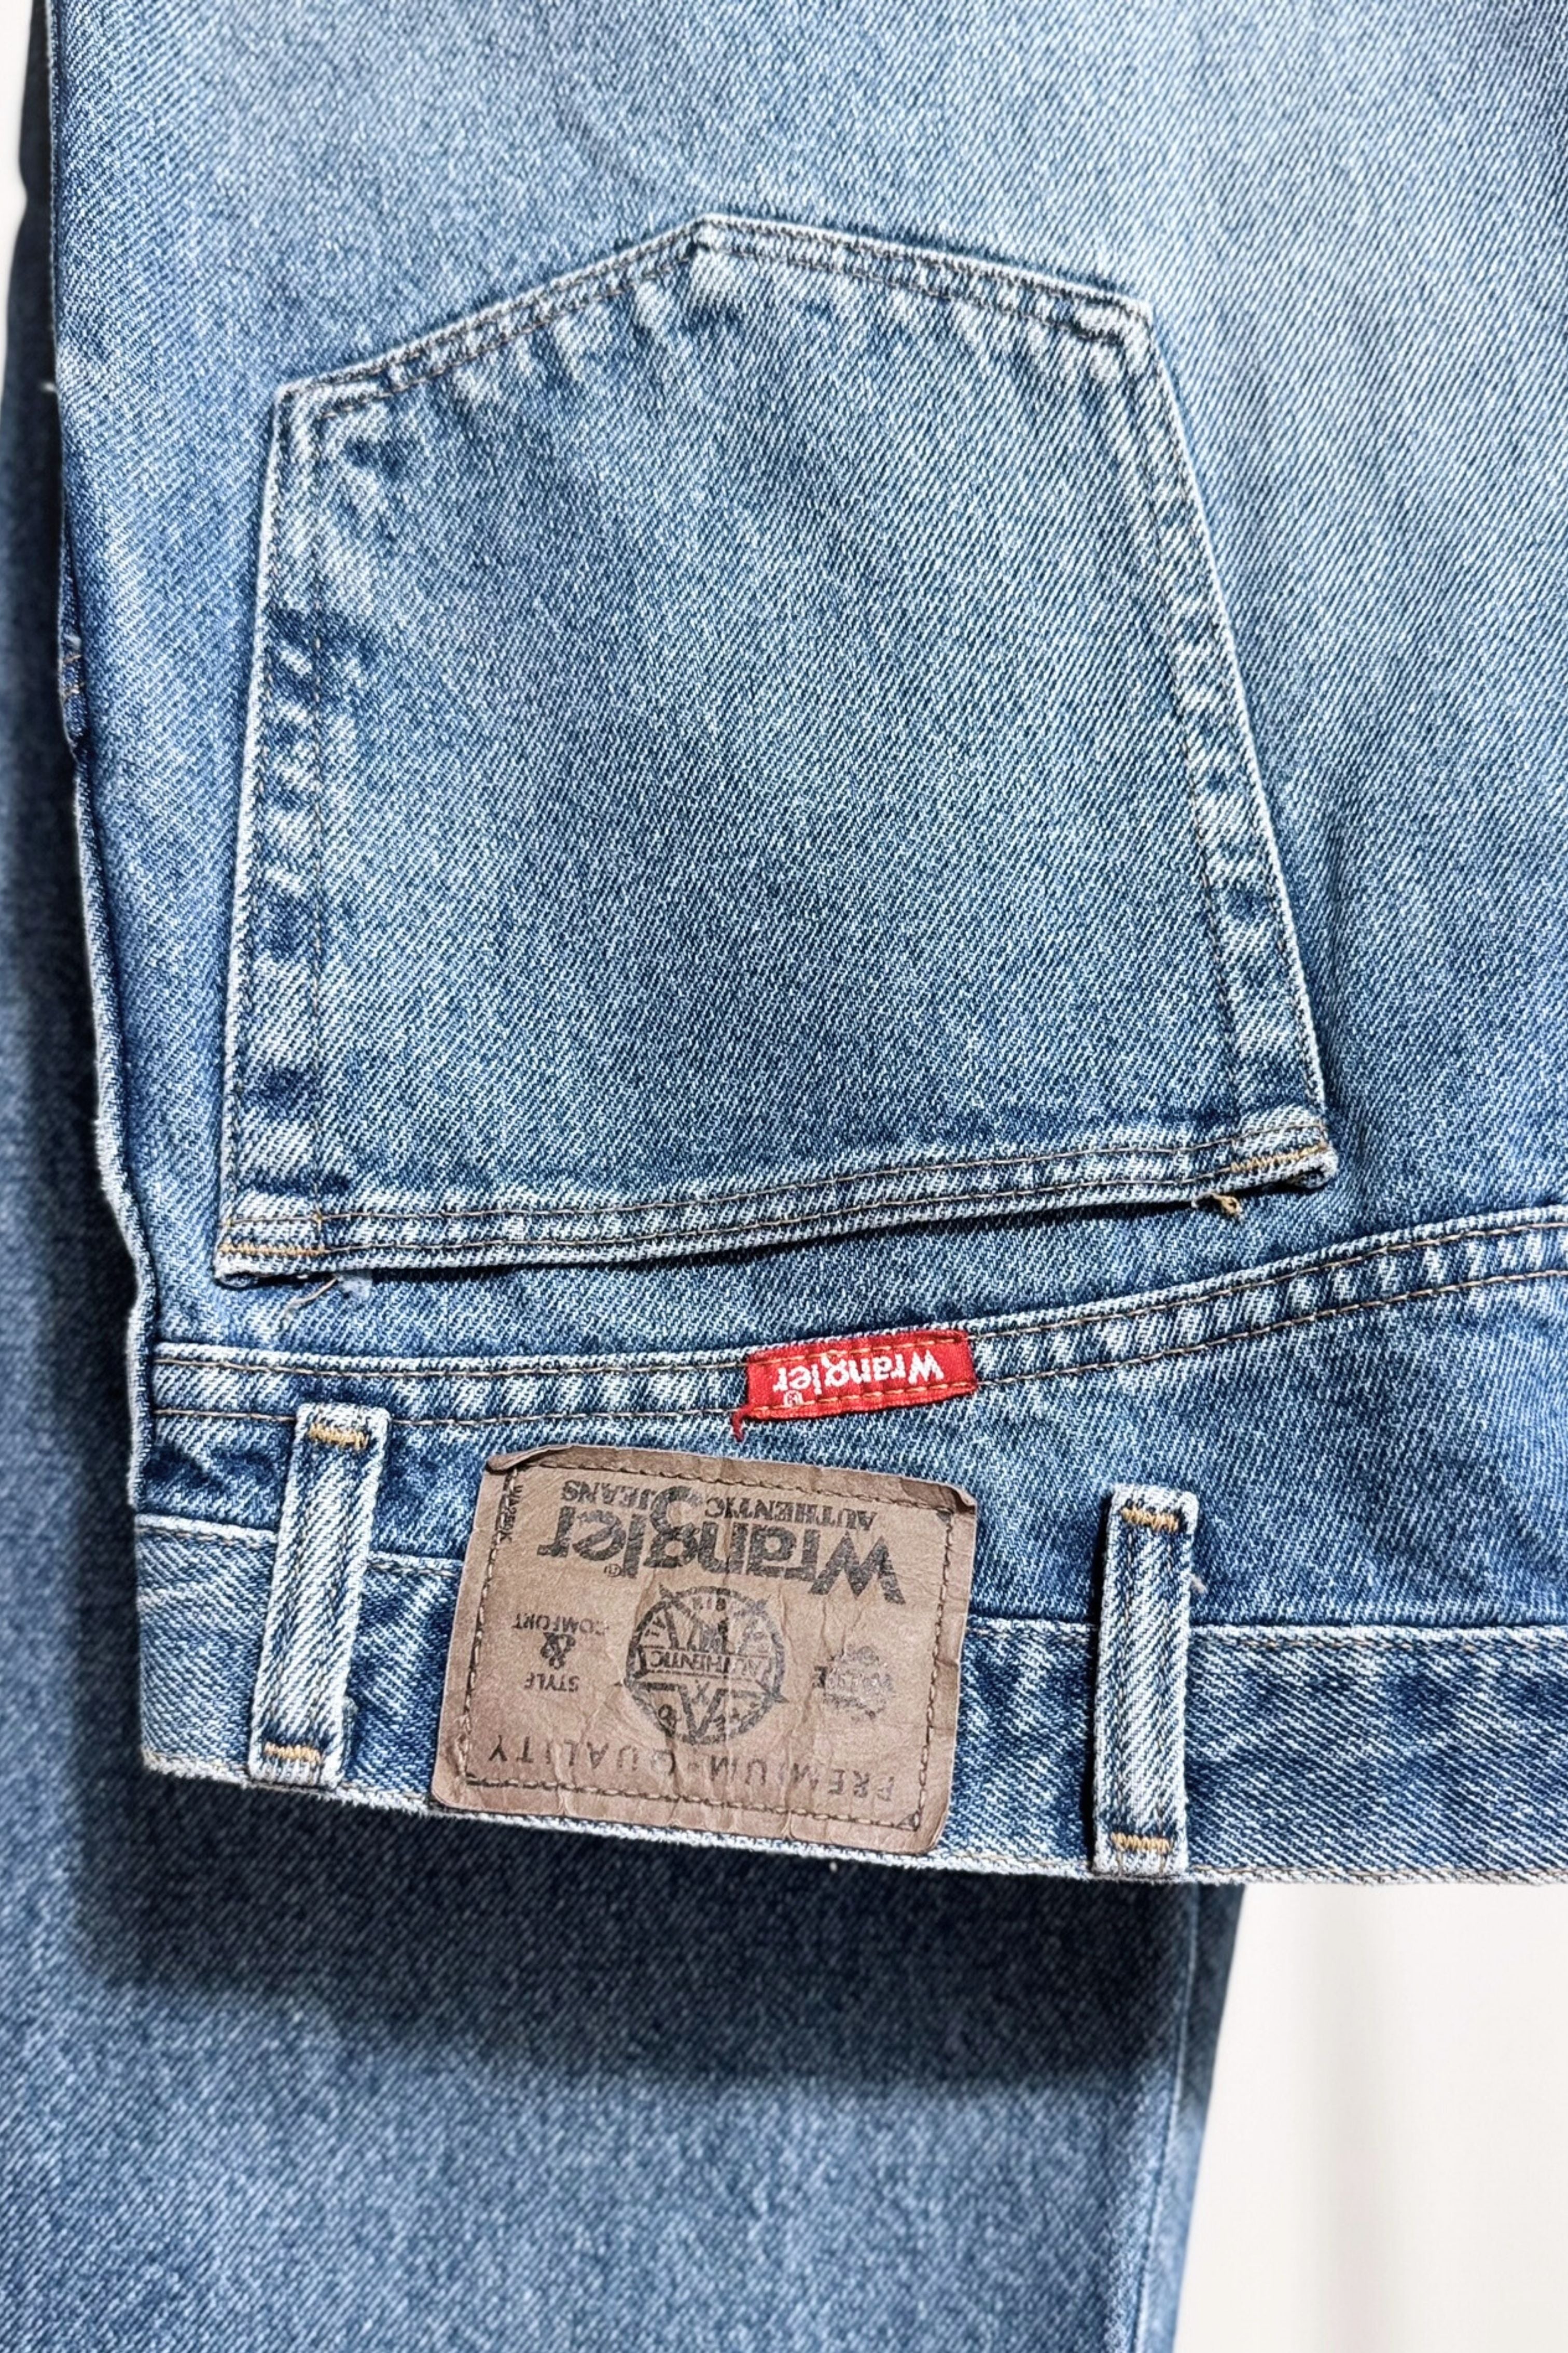 PREMIUM QUALITY
AUTHENTIC
STYLE
&
COMFORT
Wrangler®
AUTHENTIC JEANS
Wrangler®